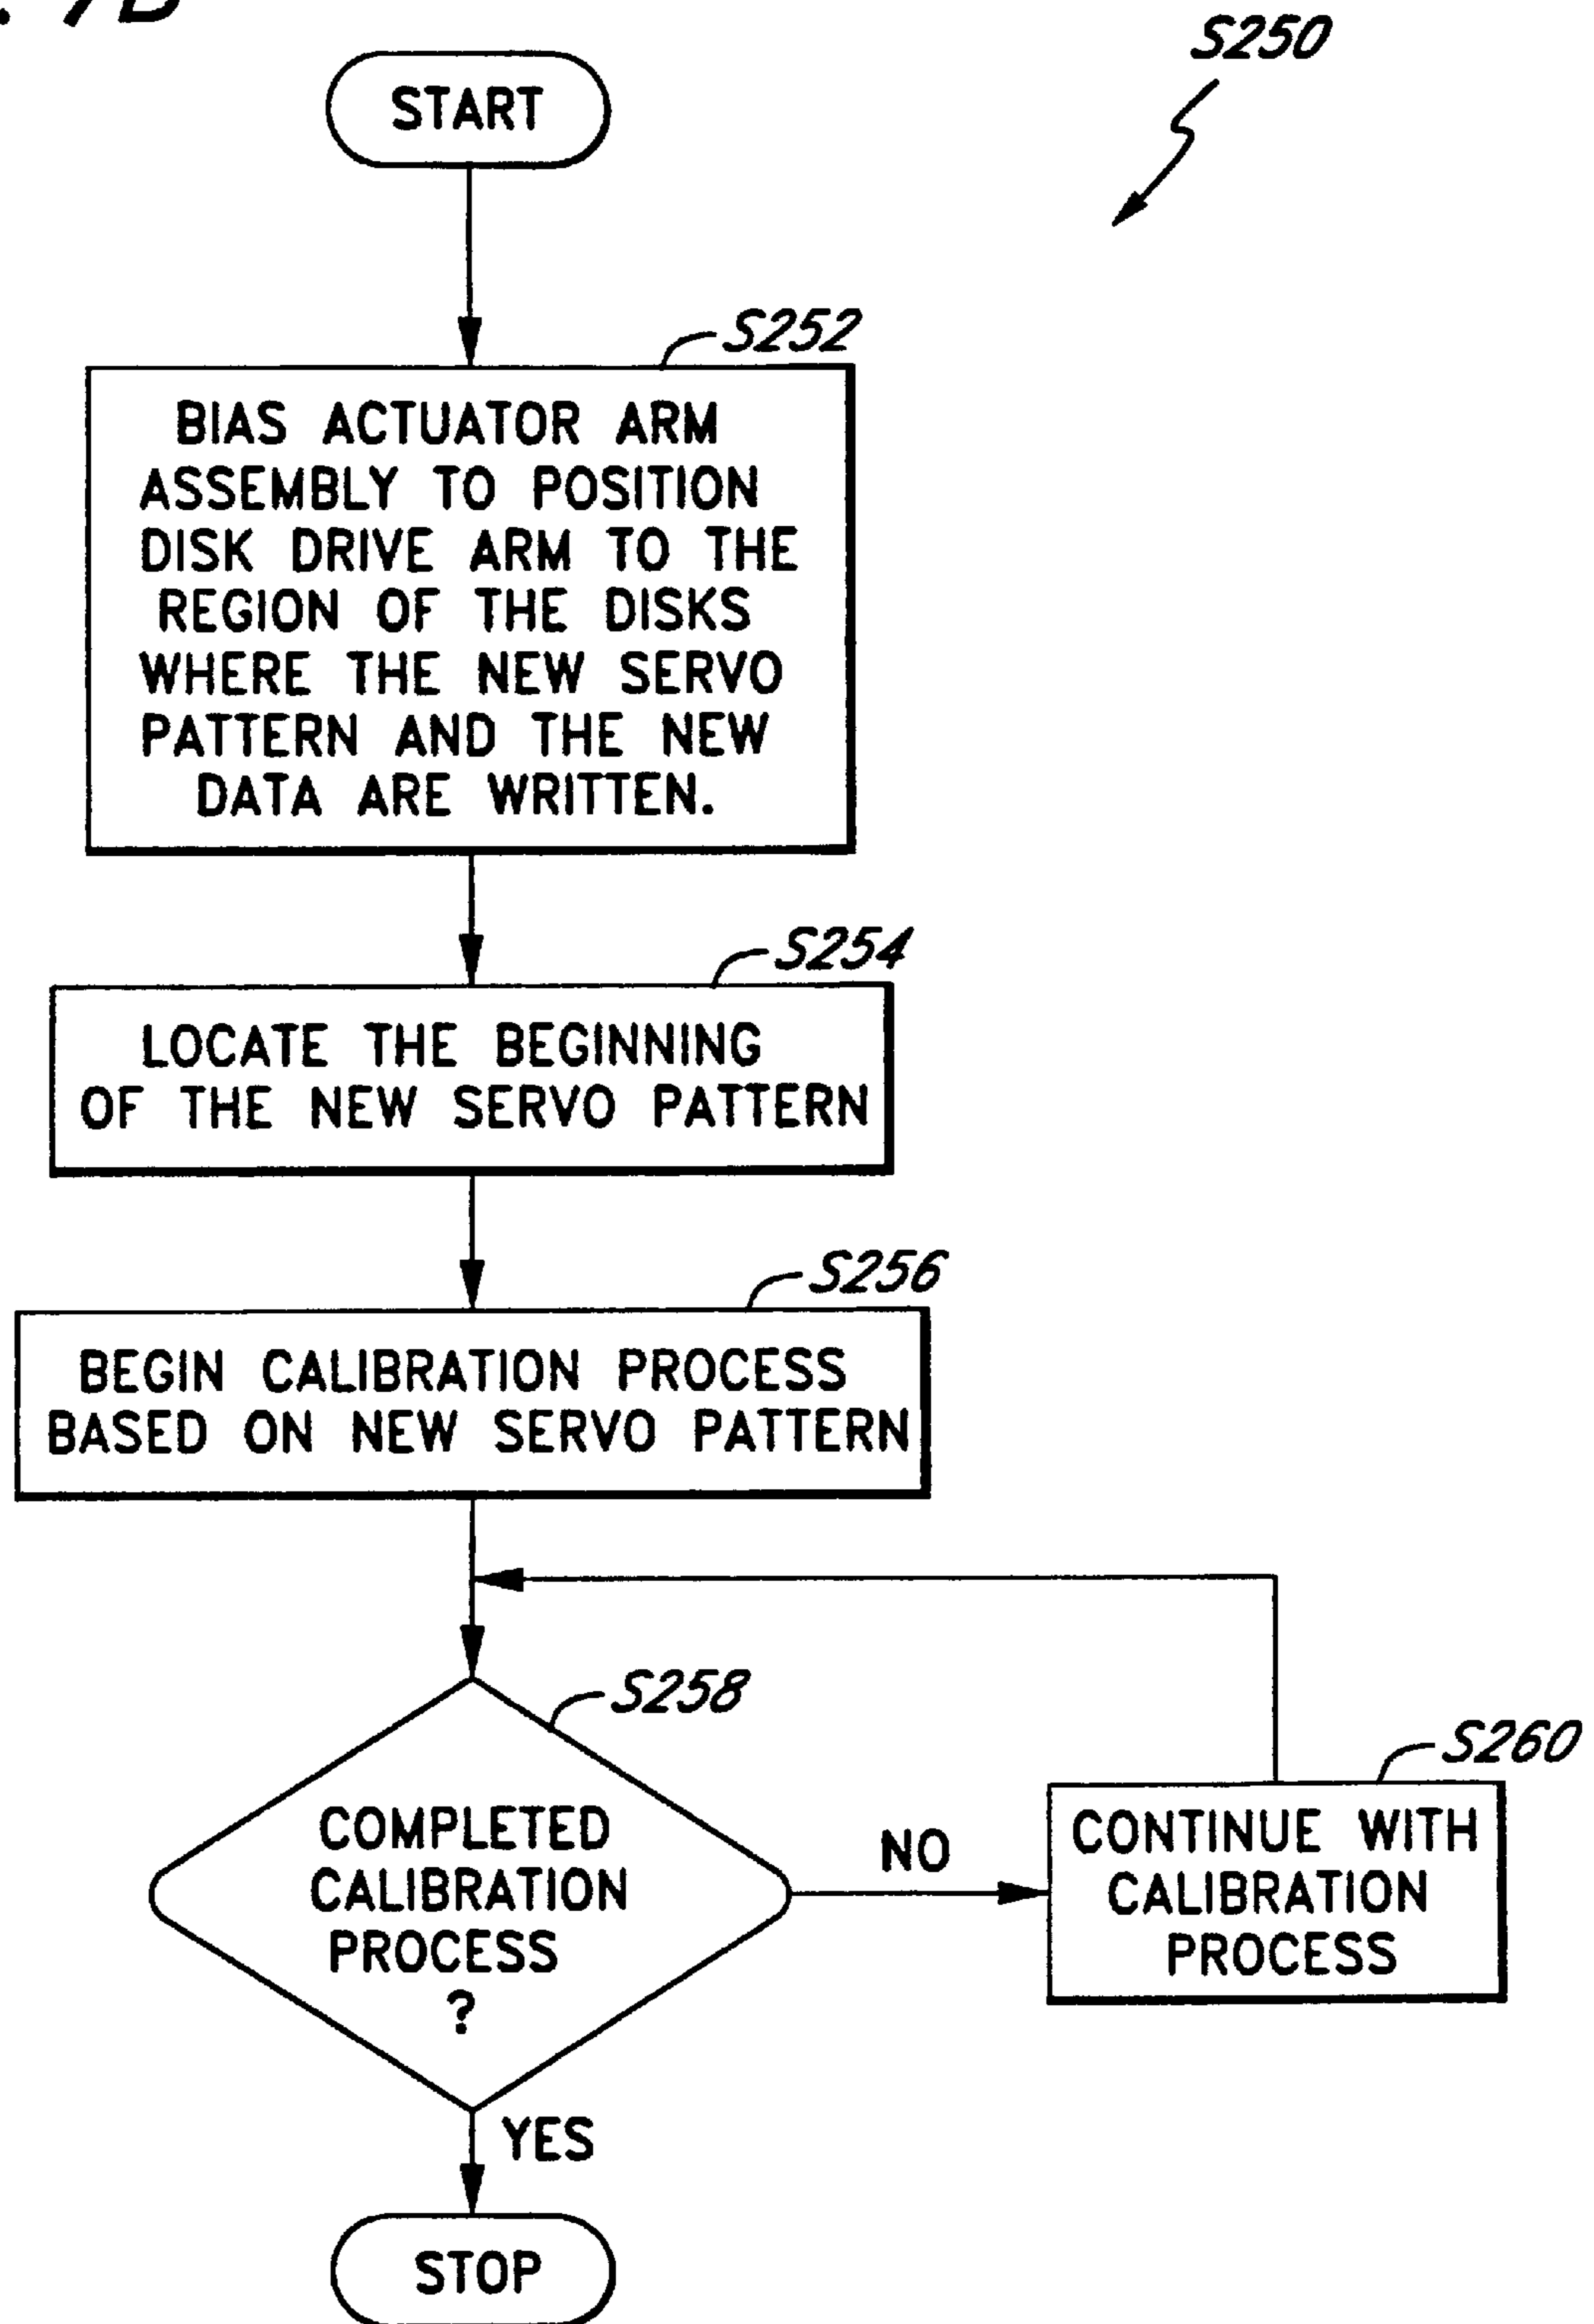 S250
START
S252
BIAS ACTUATOR ARM
ASSEMBLY TO POSITION
DISK DRIVE ARM TO THE
REGION OF THE DISKS
WHERE THE NEW SERVO
PATTERN AND THE NEW
DATA ARE WRITTEN.
S254
LOCATE THE BEGINNING
OF THE NEW SERVO PATTERN
S256
BEGIN CALIBRATION PROCESS
BASED ON NEW SERVO PATTERN
S258
COMPLETED
CALIBRATION
PROCESS
?
NO
S260
CONTINUE WITH
CALIBRATION
PROCESS
YES
STOP